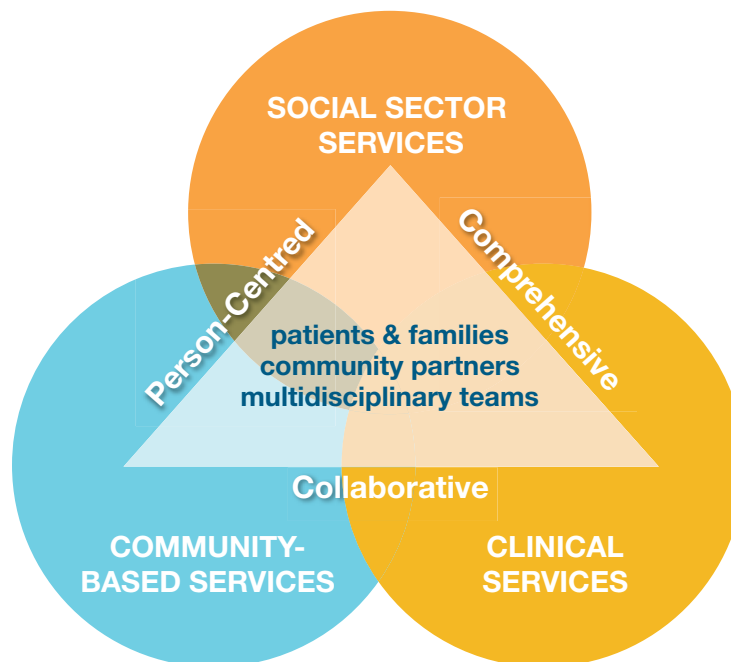 SOCIAL SECTOR
SERVICES
Person-Centred
Comprehensive
patients & families
community partners
multidisciplinary teams
Collaborative
COMMUNITY-
BASED SERVICES
CLINICAL
SERVICES